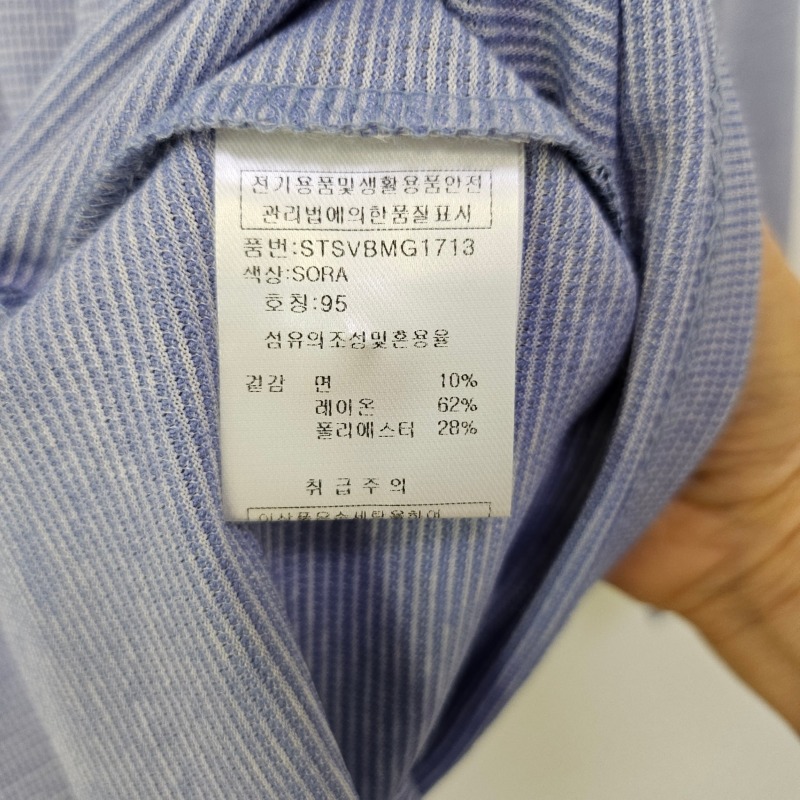 전기용품및생활용품안전
관리법에의한품질표시
품번:STSVBMG1713
색상:SORA
호칭:95
섬유의조성및혼용율
겉감 면 10%
레이온 62%
폴리에스터 28%
취급주의